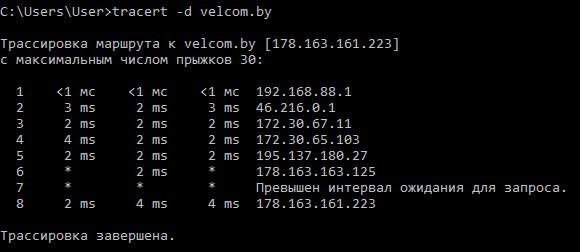 C:\Users\User>tracert -d velcom.by
Трассировка маршрута к velcom.by [178.163.161.223]
с максимальным числом прыжков 30:
1 <1 мс <1 мс <1 мс 192.168.88.1
2 3 ms 2 ms 3 ms 46.216.0.1
3 2 ms 2 ms 2 ms 172.30.67.11
4 4 ms 2 ms 2 ms 172.30.65.103
5 2 ms 2 ms 2 ms 195.137.180.27
6 * 2 ms * 178.163.163.125
7 * * * Превышен интервал ожидания для запроса.
8 2 ms 4 ms 4 ms 178.163.161.223
Трассировка завершена.